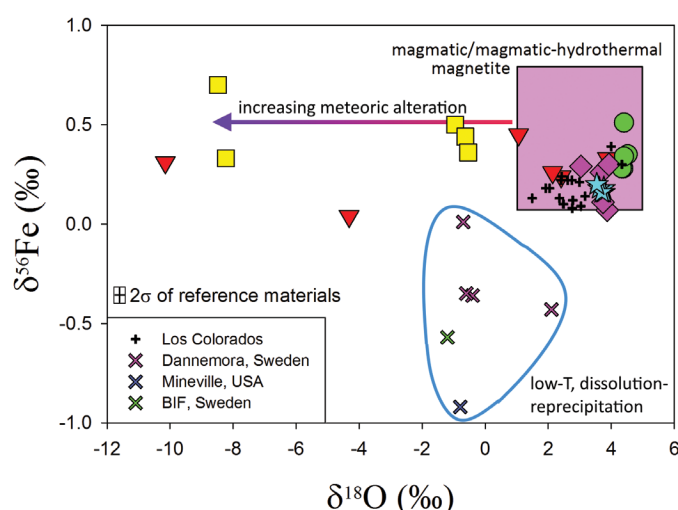 1.0
0.5
0.0
-0.5
-1.0
δ⁵⁶Fe (‰)
magmatic/magmatic-hydrothermal
magnetite
increasing meteoric alteration
2σ of reference materials
Los Colorados
Dannemora, Sweden
Mineville, USA
BIF, Sweden
low-T, dissolution-
reprecipitation
-12 -10 -8 -6 -4 -2 0 2 4 6
δ¹⁸O (‰)